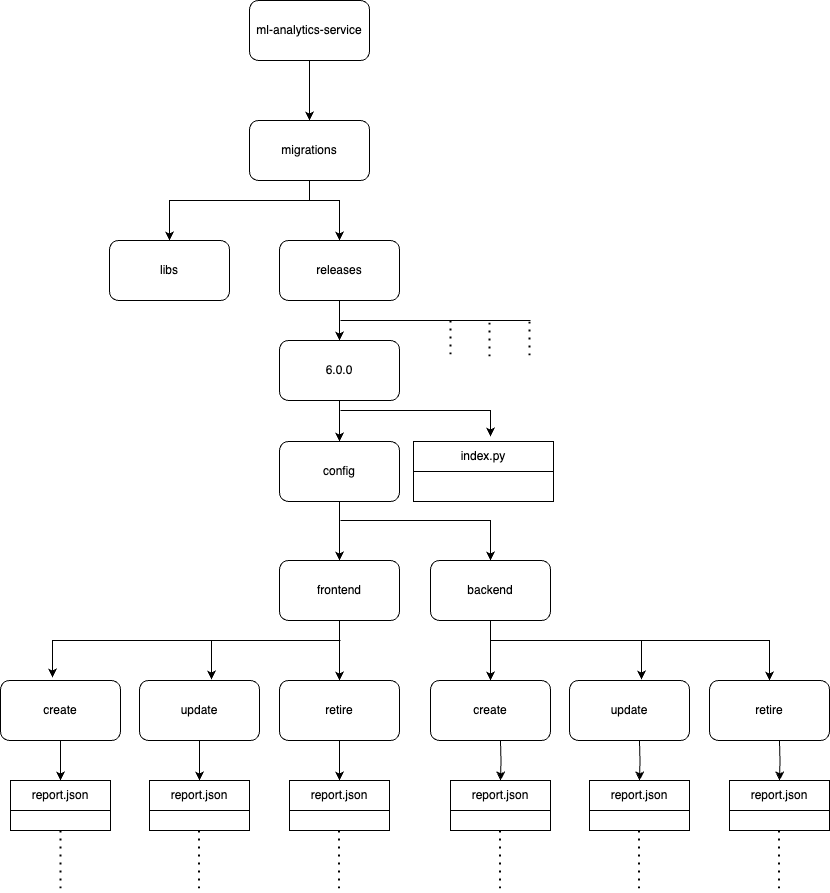 ml-analytics-service
migrations
libs
releases
6.0.0
config
index.py
frontend
backend
create
update
retire
create
update
retire
report.json
report.json
report.json
report.json
report.json
report.json